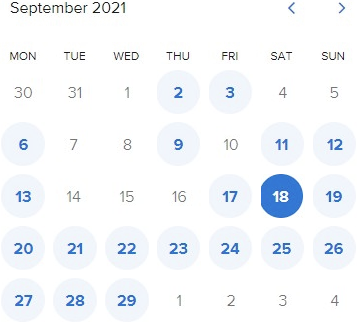 September 2021
MON TUE WED THU FRI SAT SUN
30 31 1 2 3 4 5
6 7 8 9 10 11 12
13 14 15 16 17 18 19
20 21 22 23 24 25 26
27 28 29 1 2 3 4